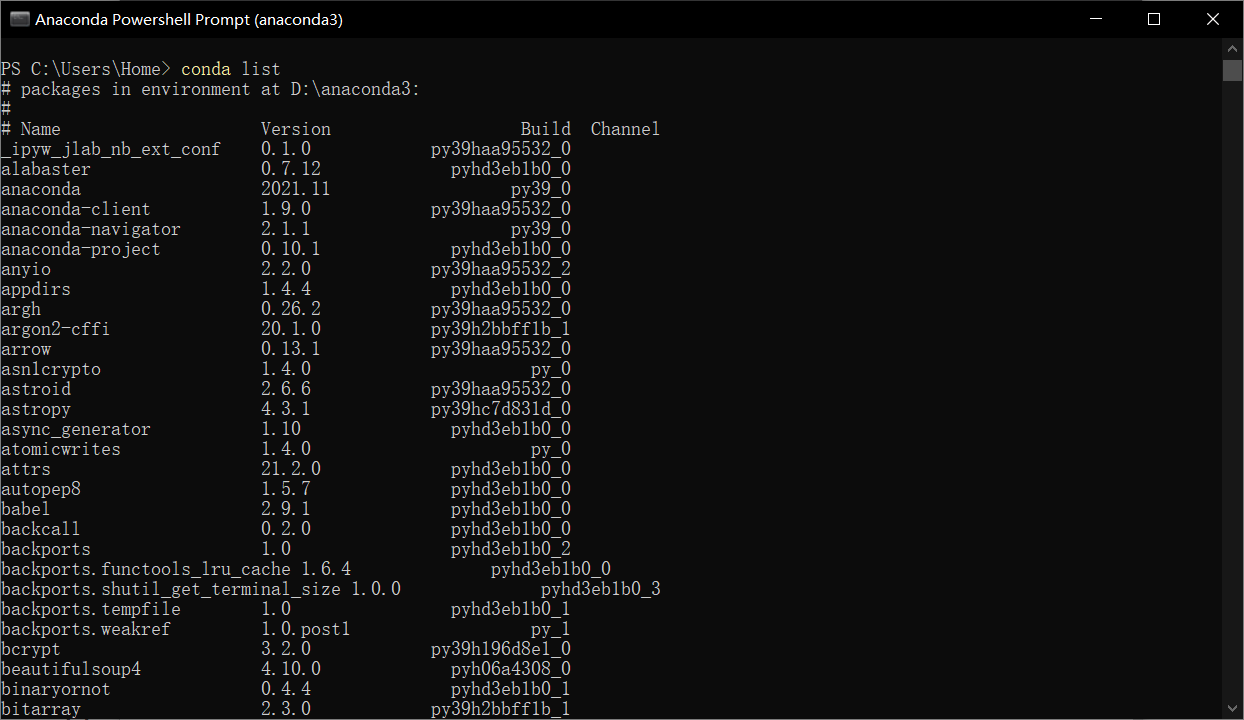 Anaconda Powershell Prompt (anaconda3)
PS C:\Users\Home> conda list
# packages in environment at D:\anaconda3:
#
# Name                    Version                   Build  Channel
_ipyw_jlab_nb_ext_conf    0.1.0            py39haa95532_0
alabaster                 0.7.12             pyhd3eb1b0_0
anaconda                  2021.11                  py39_0
anaconda-client           1.9.0            py39haa95532_0
anaconda-navigator        2.1.1                    py39_0
anaconda-project          0.10.1             pyhd3eb1b0_0
anyio                     2.2.0            py39haa95532_2
appdirs                   1.4.4              pyhd3eb1b0_0
argh                      0.26.2           py39haa95532_0
argon2-cffi               20.1.0           py39h2bbff1b_1
arrow                     0.13.1           py39haa95532_0
asn1crypto                1.4.0                      py_0
astroid                   2.6.6            py39haa95532_0
astropy                   4.3.1            py39hc7d831d_0
async_generator           1.10               pyhd3eb1b0_0
atomicwrites              1.4.0                      py_0
attrs                     21.2.0             pyhd3eb1b0_0
autopep8                  1.5.7              pyhd3eb1b0_0
babel                     2.9.1              pyhd3eb1b0_0
backcall                  0.2.0              pyhd3eb1b0_0
backports                 1.0                pyhd3eb1b0_2
backports.functools_lru_cache 1.6.4              pyhd3eb1b0_0
backports.shutil_get_terminal_size 1.0.0              pyhd3eb1b0_3
backports.tempfile        1.0                pyhd3eb1b0_1
backports.weakref         1.0.post1                  py_1
bcrypt                    3.2.0            py39h196d8e1_0
beautifulsoup4            4.10.0             pyh06a4308_0
binaryornot               0.4.4              pyhd3eb1b0_1
bitarray                  2.3.0            py39h2bbff1b_1